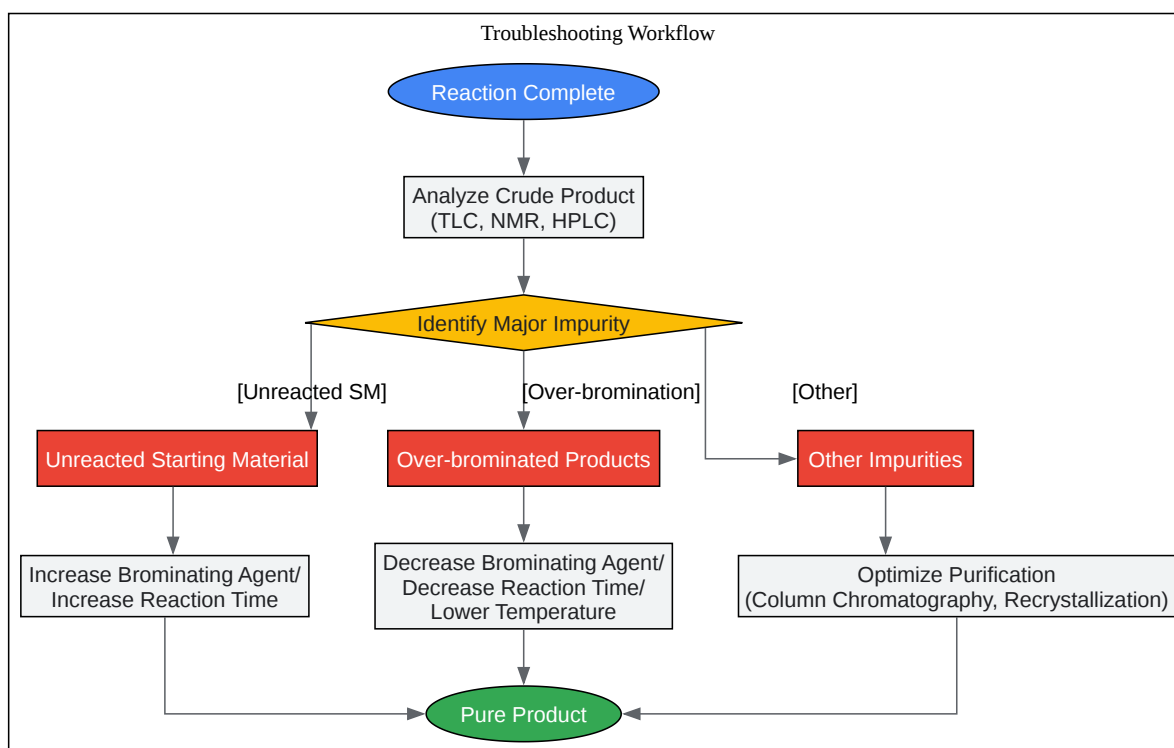 Troubleshooting Workflow
Reaction Complete
Analyze Crude Product
(TLC, NMR, HPLC)
Identify Major Impurity
[Unreacted SM]
[Over-bromination]
[Other]
Unreacted Starting Material
Over-brominated Products
Other Impurities
Increase Brominating Agent/
Increase Reaction Time
Decrease Brominating Agent/
Decrease Reaction Time/
Lower Temperature
Optimize Purification
(Column Chromatography, Recrystallization)
Pure Product